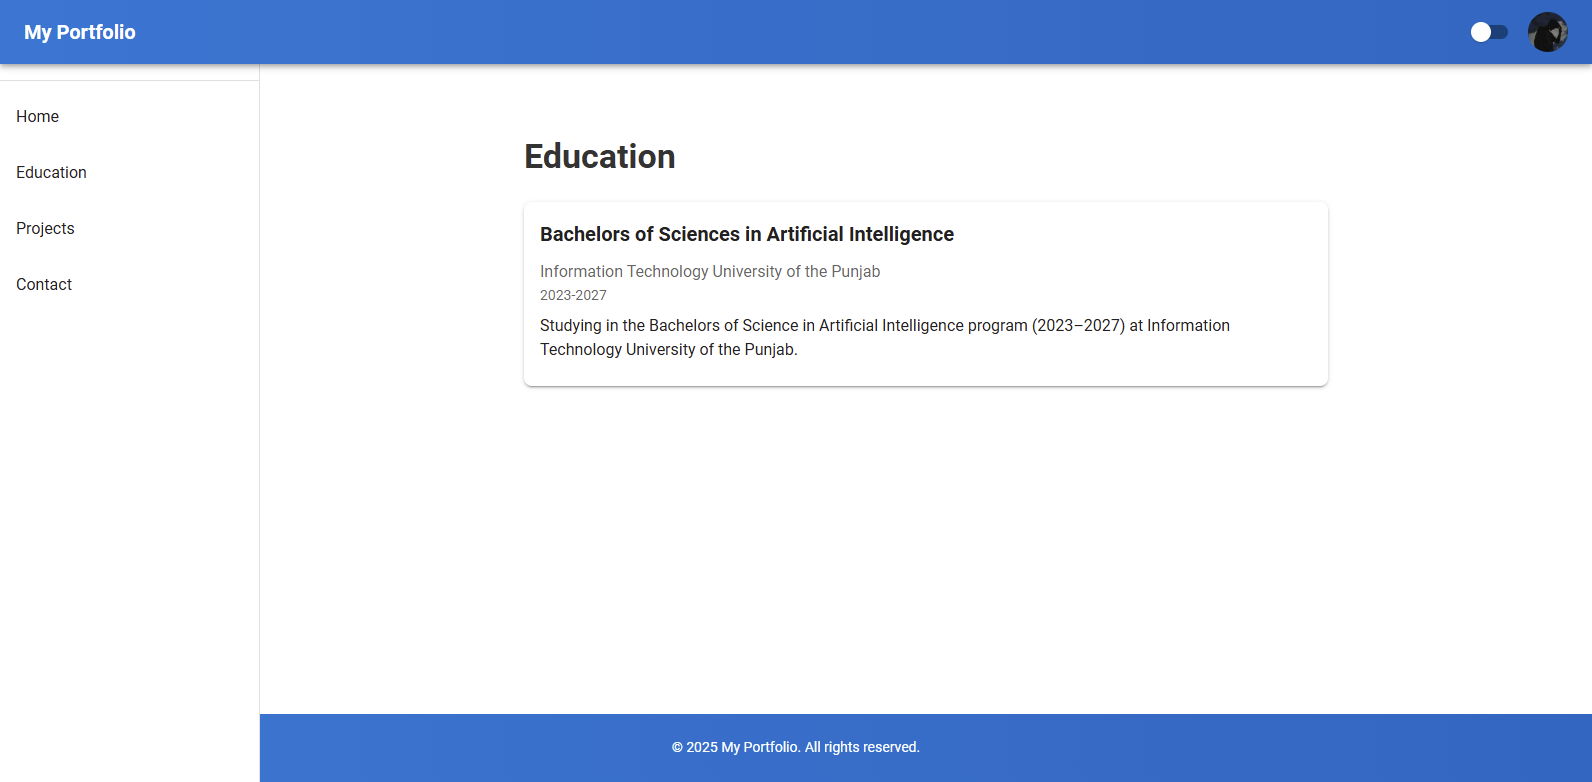 My Portfolio
Home
Education
Projects
Contact
Education
Bachelors of Sciences in Artificial Intelligence
Information Technology University of the Punjab
2023-2027
Studying in the Bachelors of Science in Artificial Intelligence program (2023–2027) at Information
Technology University of the Punjab.
© 2025 My Portfolio. All rights reserved.